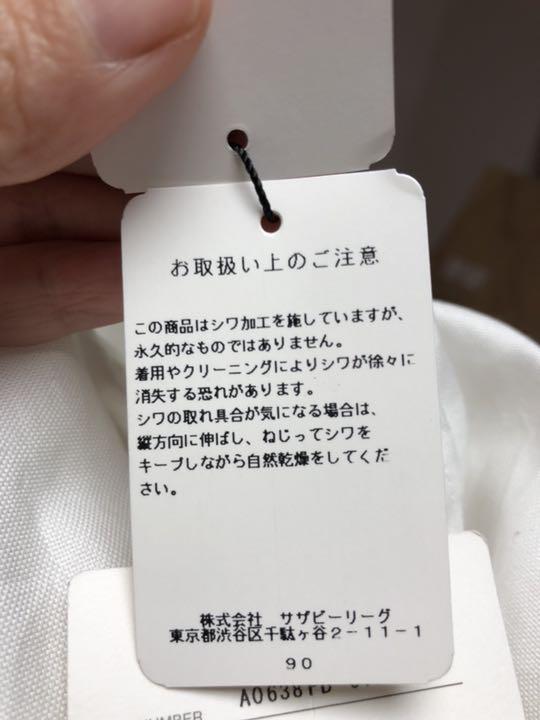 お取扱い上のご注意
この商品はシワ加工を施していますが、
永久的なものではありません。
着用やクリーニングによりシワが徐々に
消失する恐れがあります。
シワの取れ具合が気になる場合は、
縦方向に伸ばし、ねじってシワを
キープしながら自然乾燥をしてくだ
さい。
株式会社 サザビーリーグ
東京都渋谷区千駄ヶ谷2-11-1
90
A0638FB
NUMBER